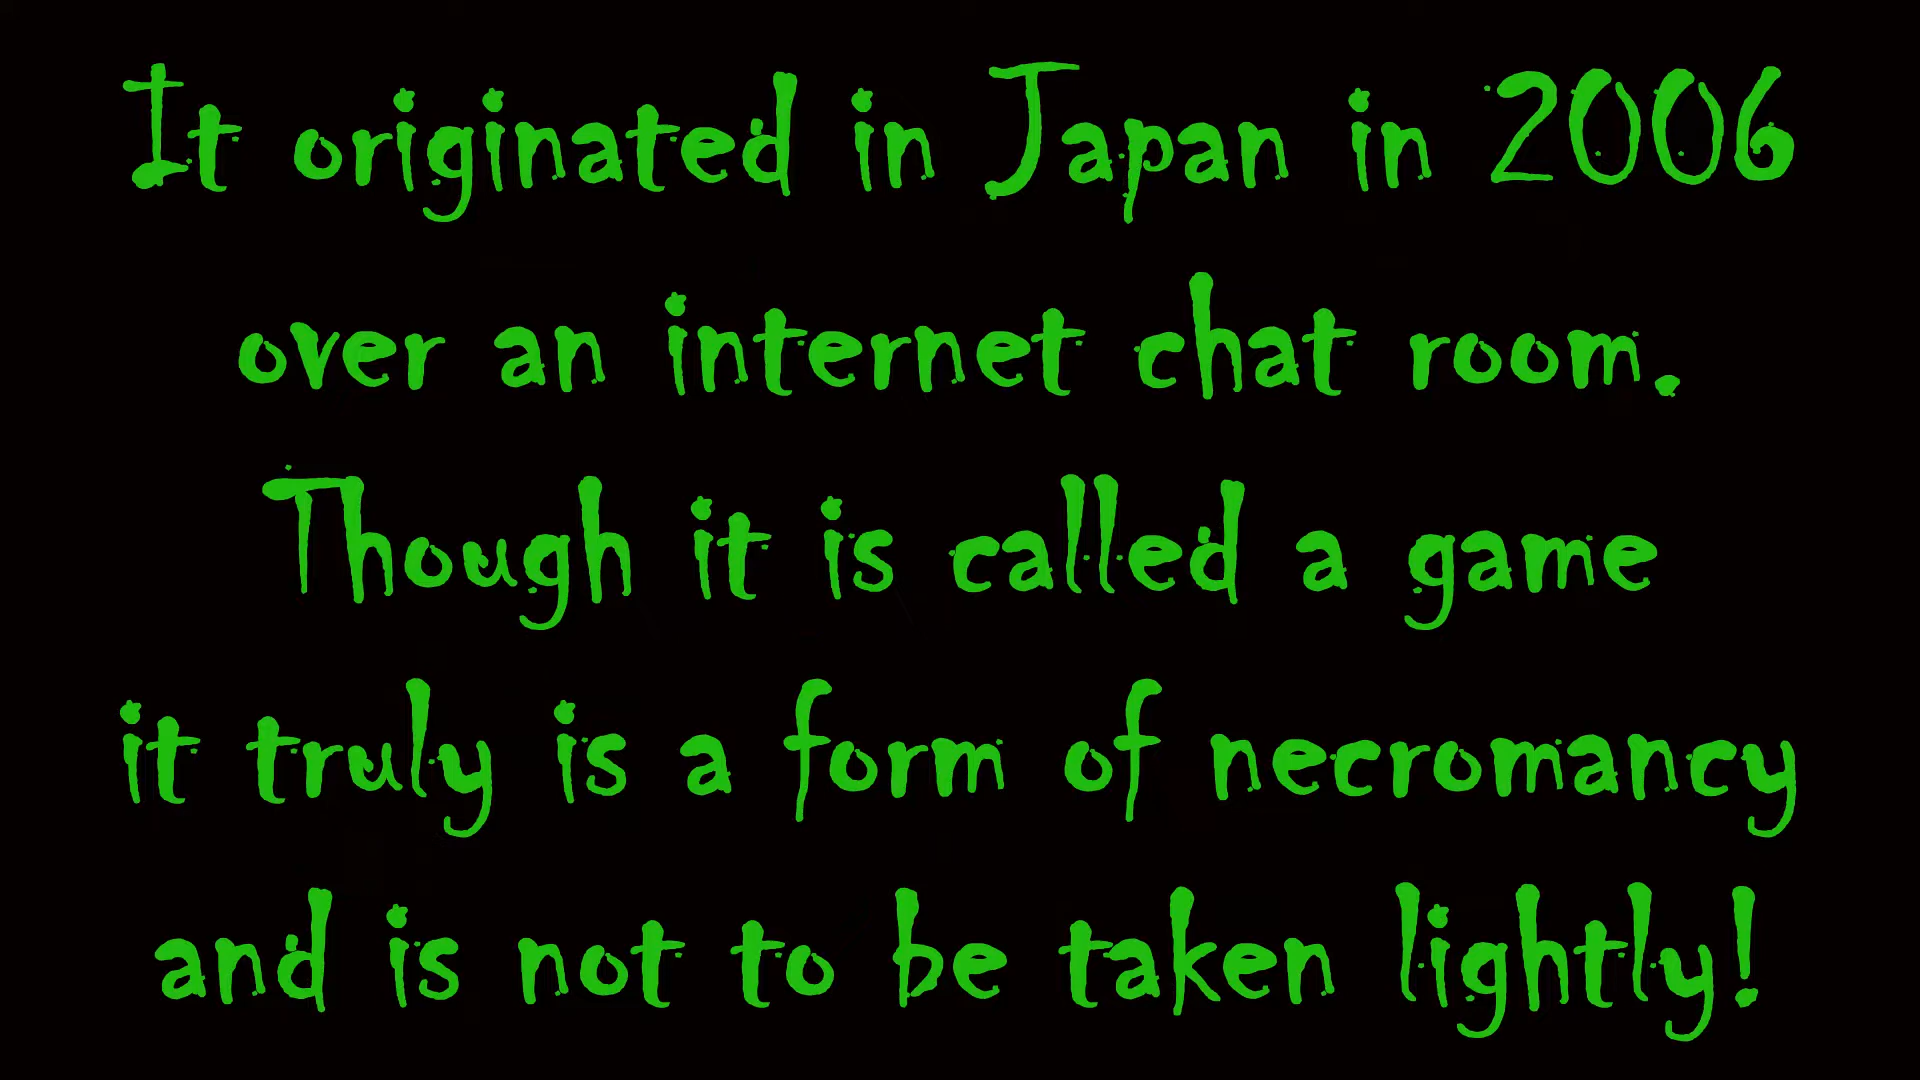 It originated in Japan in 2006
over an internet chat room.
Though it is called a game
it truly is a form of necromancy
and is not to be taken lightly!